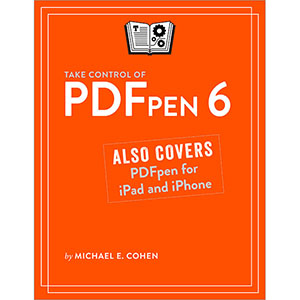 TAKE CONTROL OF
PDFPEN 6
ALSO COVERS
PDFpen for
iPad and iPhone
by MICHAEL E. COHEN